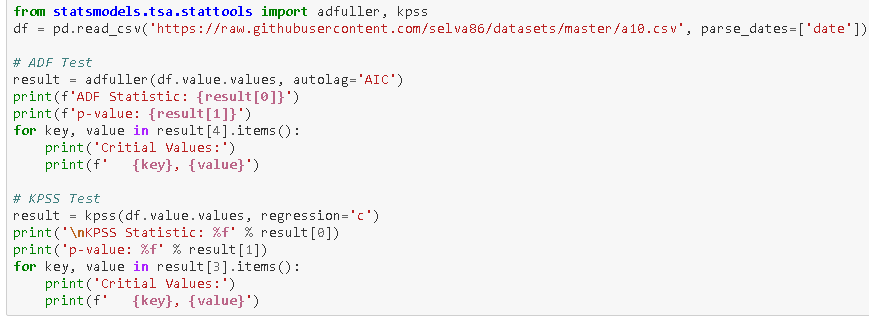 from statsmodels.tsa.stattools import adfuller, kpss
df = pd.read_csv('https://raw.githubusercontent.com/selva86/datasets/master/a10.csv', parse_dates=['date'])

# ADF Test
result = adfuller(df.value.values, autolag='AIC')
print(f'ADF Statistic: {result[0]}')
print(f'p-value: {result[1]}')
for key, value in result[4].items():
    print('Critial Values:')
    print(f'   {key}, {value}')

# KPSS Test
result = kpss(df.value.values, regression='c')
print('\nKPSS Statistic: %f' % result[0])
print('p-value: %f' % result[1])
for key, value in result[3].items():
    print('Critial Values:')
    print(f'   {key}, {value}')